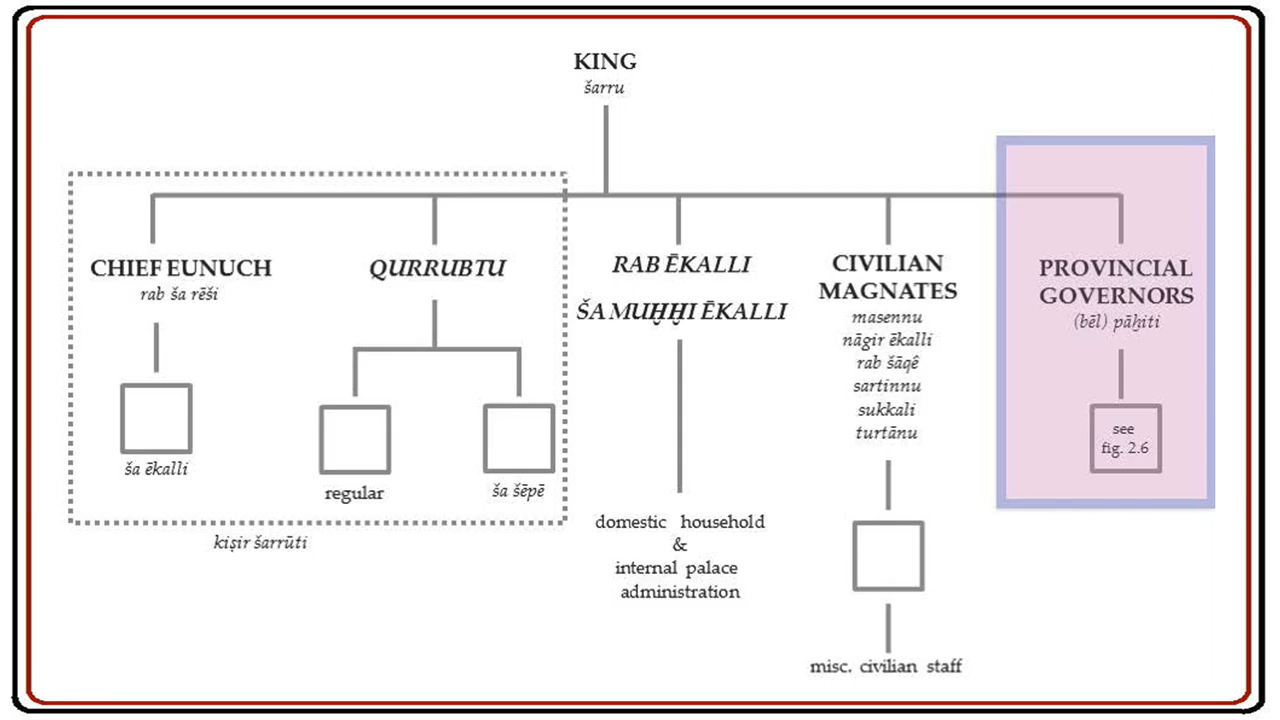 KING
šarru
CHIEF EUNUCH
rab ša rēši
ša ēkalli
QURRUBTU
regular
ša šēpē
kiṣir šarrūti
RAB ĒKALLI
ŠA MUḪḪI ĒKALLI
domestic household
&
internal palace
administration
CIVILIAN
MAGNATES
masennu
nāgir ēkalli
rab šāqê
sartinnu
sukkali
turtānu
misc. civilian staff
PROVINCIAL
GOVERNORS
(bēl) pāḫiti
see
fig. 2.6